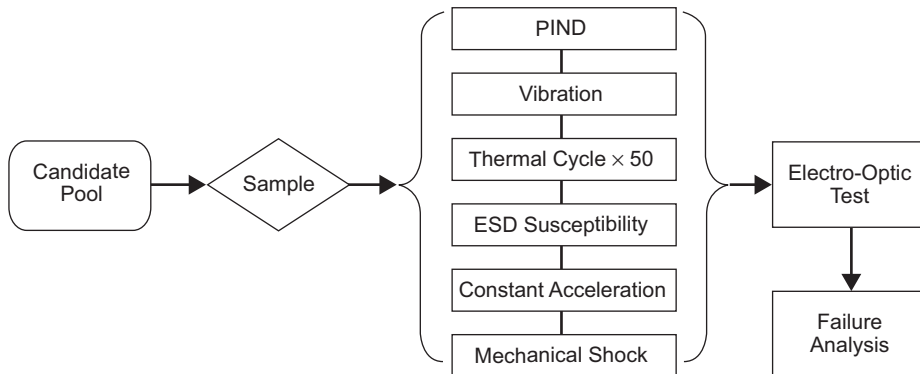 Candidate
Pool
Sample
PIND
Vibration
Thermal Cycle × 50
ESD Susceptibility
Constant Acceleration
Mechanical Shock
Electro-Optic
Test
Failure
Analysis